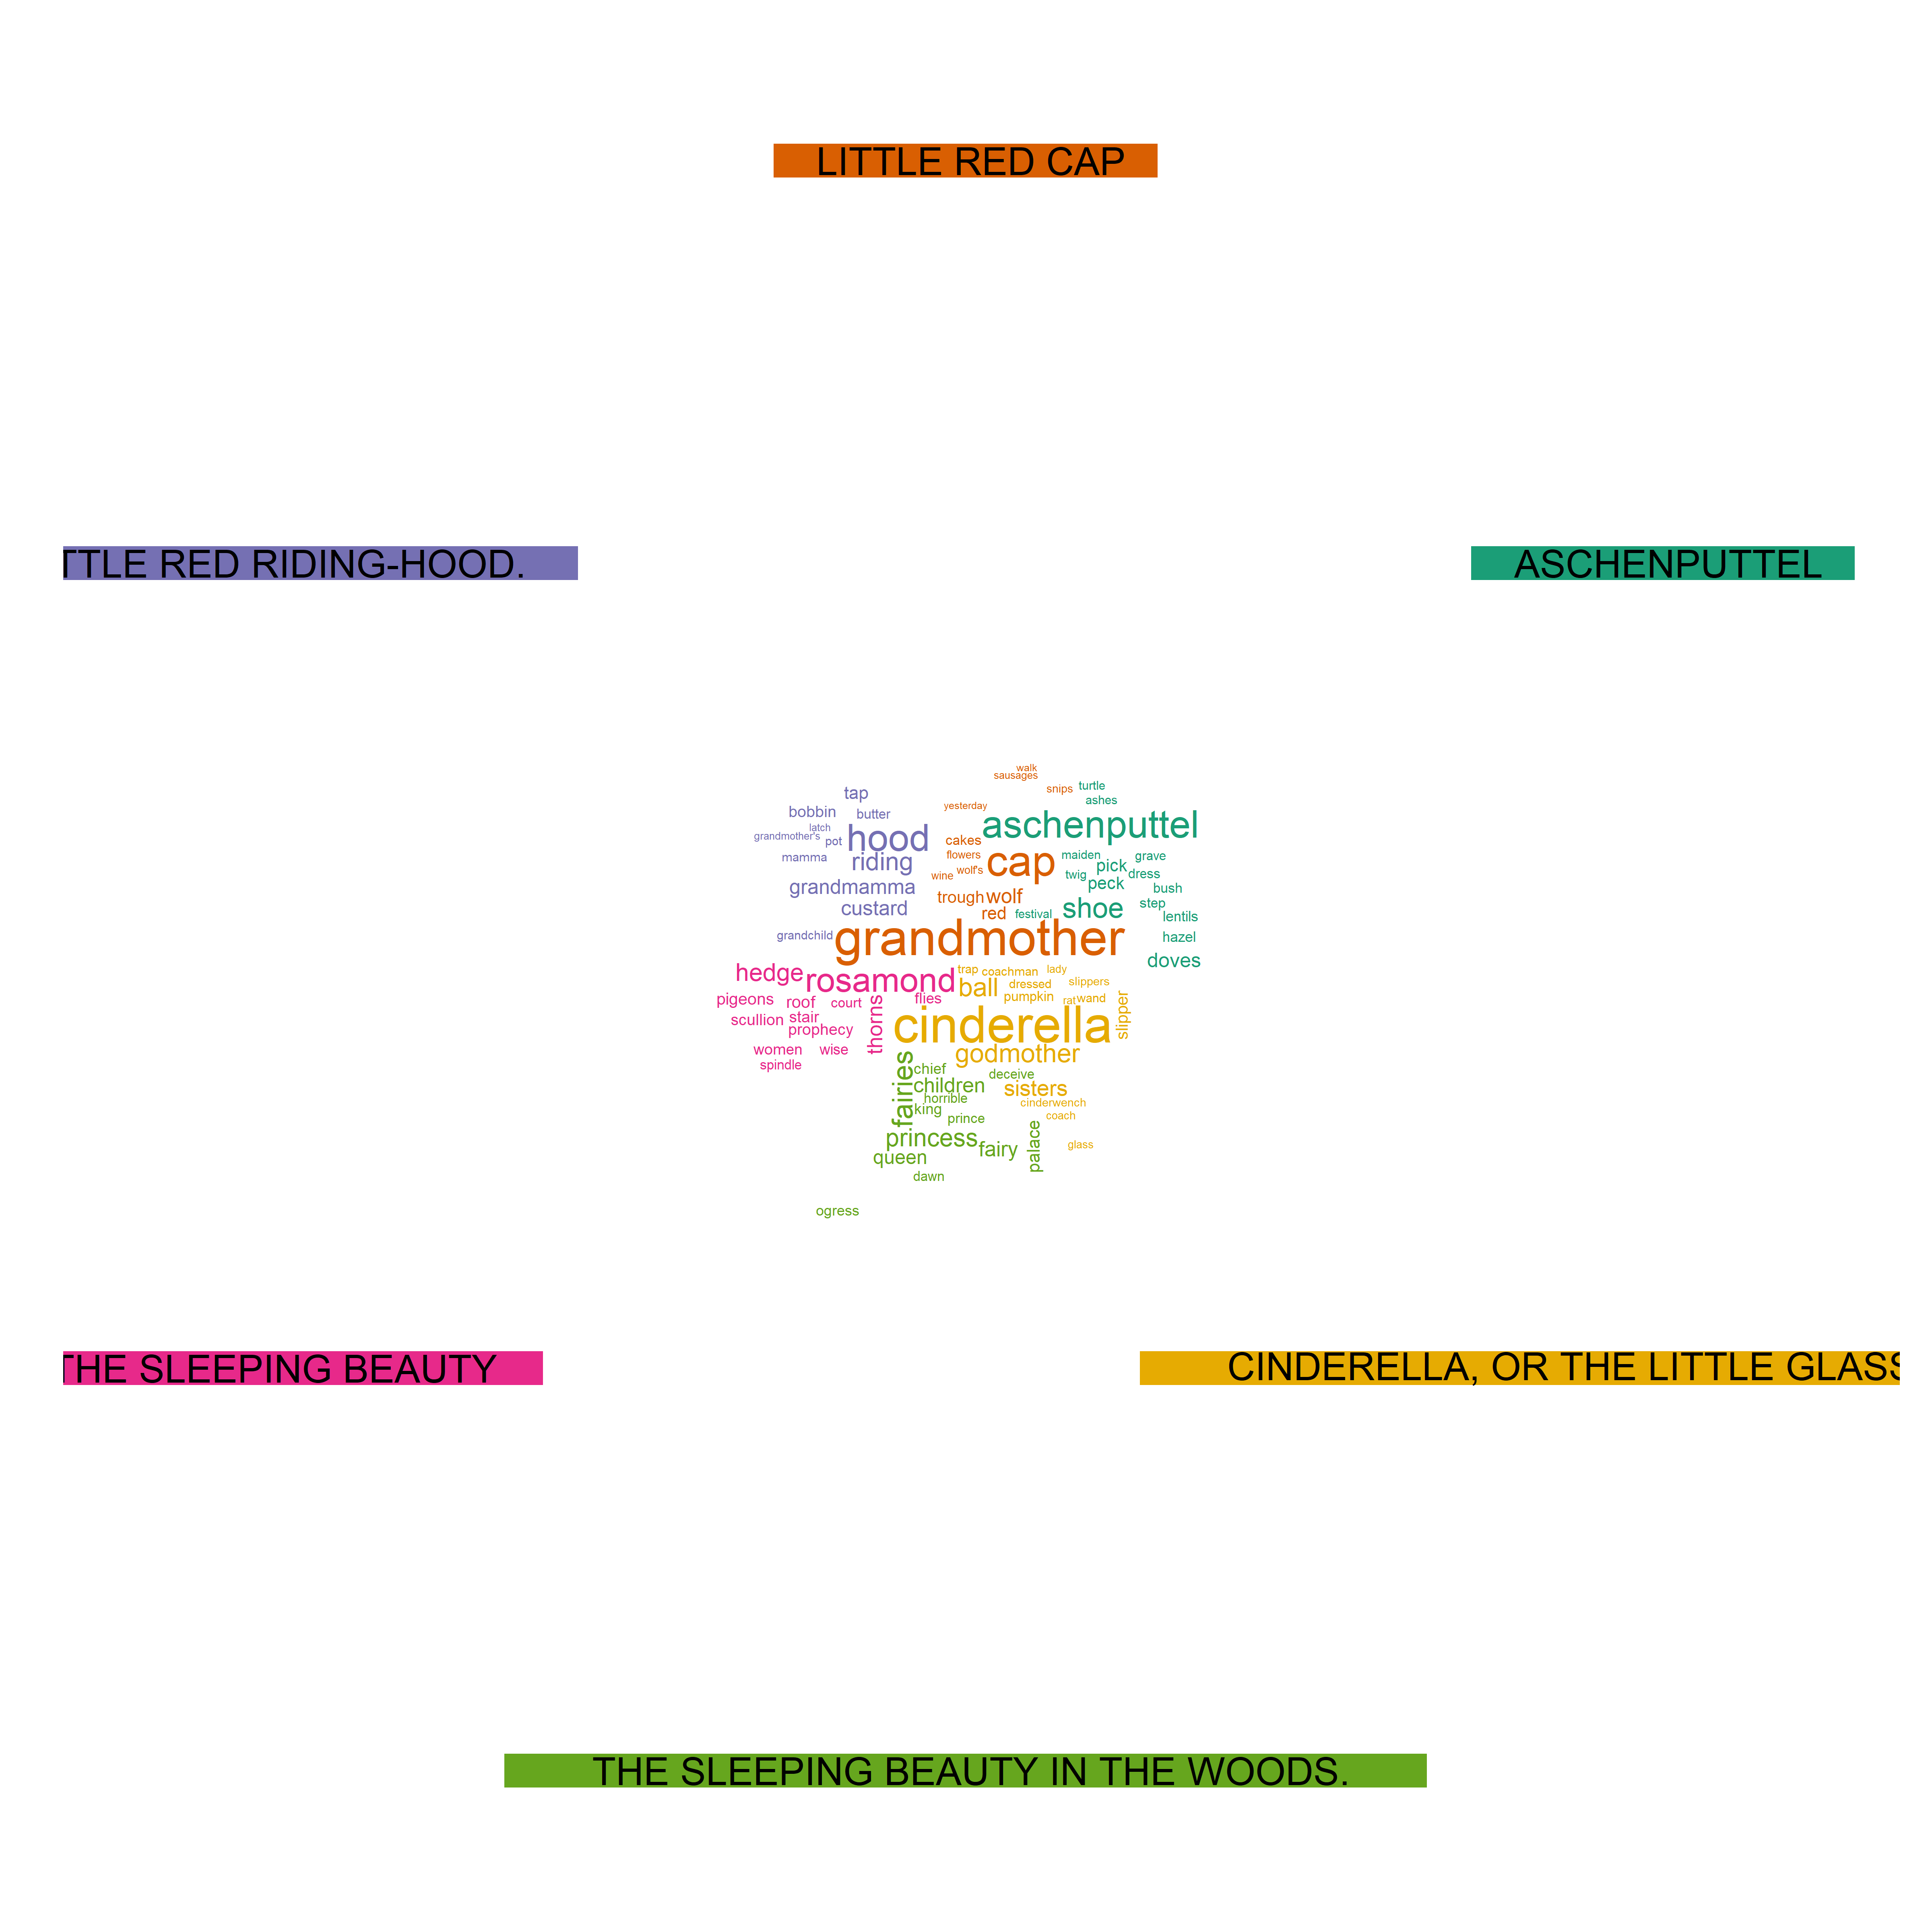 LITTLE RED CAP
TTLE RED RIDING-HOOD.
ASCHENPUTTEL
walk
sausages
snips
turtle
tap
ashes
yesterday
bobbin
butter
aschenputtel
latch
grandmother's
pot
hood
cakes
mamma
riding
flowers
cap
maiden
grave
wolf's
pick
wine
twig
dress
grandmamma
peck
bush
trough
wolf
custard
red
festival
shoe
step
lentils
grandchild
grandmother
hazel
doves
hedge
rosamond
trap
coachman
lady
ball
dressed
slippers
pigeons
roof
court
flies
pumpkin
rat
wand
scullion
stair
prophecy
thorns
cinderella
slipper
women
wise
godmother
spindle
fairies
chief
deceive
children
sisters
horrible
king
cinderwench
prince
coach
princess
fairy
palace
glass
queen
dawn
ogress
THE SLEEPING BEAUTY
CINDERELLA, OR THE LITTLE GLASS
THE SLEEPING BEAUTY IN THE WOODS.